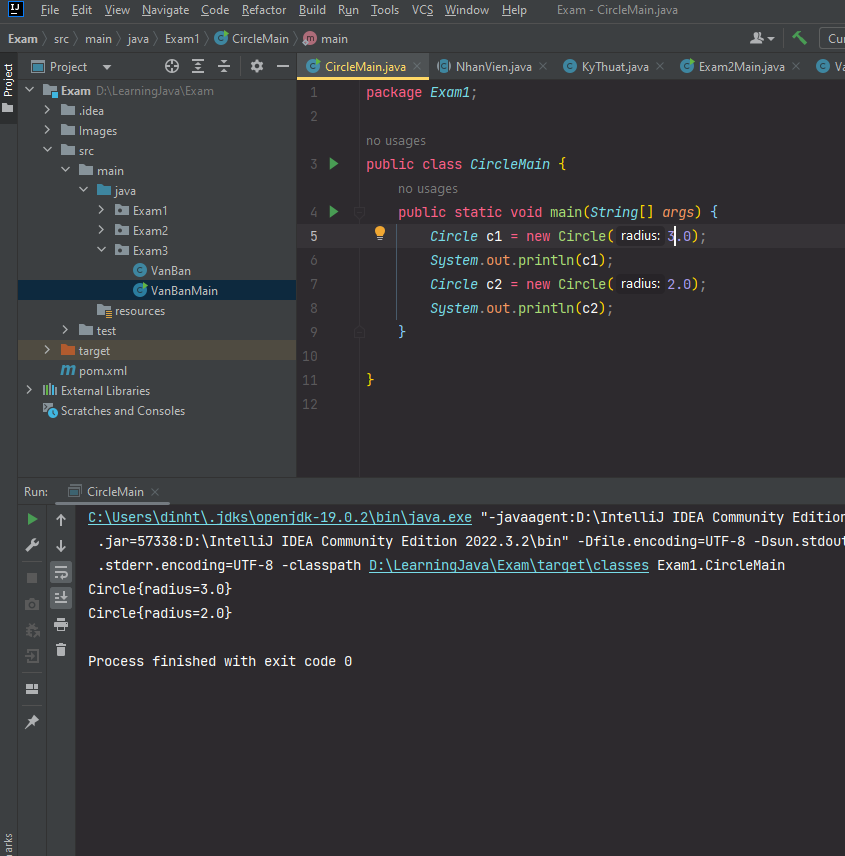 IJ File Edit View Navigate Code Refactor Build Run Tools VCS Window Help Exam - CircleMain.java
Exam src main java Exam1 CircleMain main Cur
Project
Project
CircleMain.java NhanVien.java KyThuat.java Exam2Main.java Va
Exam D:\LearningJava\Exam
.idea
Images
src
main
java
Exam1
Exam2
Exam3
VanBan
VanBanMain
resources
test
target
pom.xml
External Libraries
Scratches and Consoles
1 package Exam1;
2
no usages
3 public class CircleMain {
no usages
4 public static void main(String[] args) {
5 Circle c1 = new Circle( radius: 3.0);
6 System.out.println(c1);
7 Circle c2 = new Circle( radius: 2.0);
8 System.out.println(c2);
9 }
10
11 }
12
Run: CircleMain
C:\Users\dinht\.jdks\openjdk-19.0.2\bin\java.exe "-javaagent:D:\IntelliJ IDEA Community Edition
.jar=57338:D:\IntelliJ IDEA Community Edition 2022.3.2\bin" -Dfile.encoding=UTF-8 -Dsun.stdout
.stderr.encoding=UTF-8 -classpath D:\LearningJava\Exam\target\classes Exam1.CircleMain
Circle{radius=3.0}
Circle{radius=2.0}
Process finished with exit code 0
arks